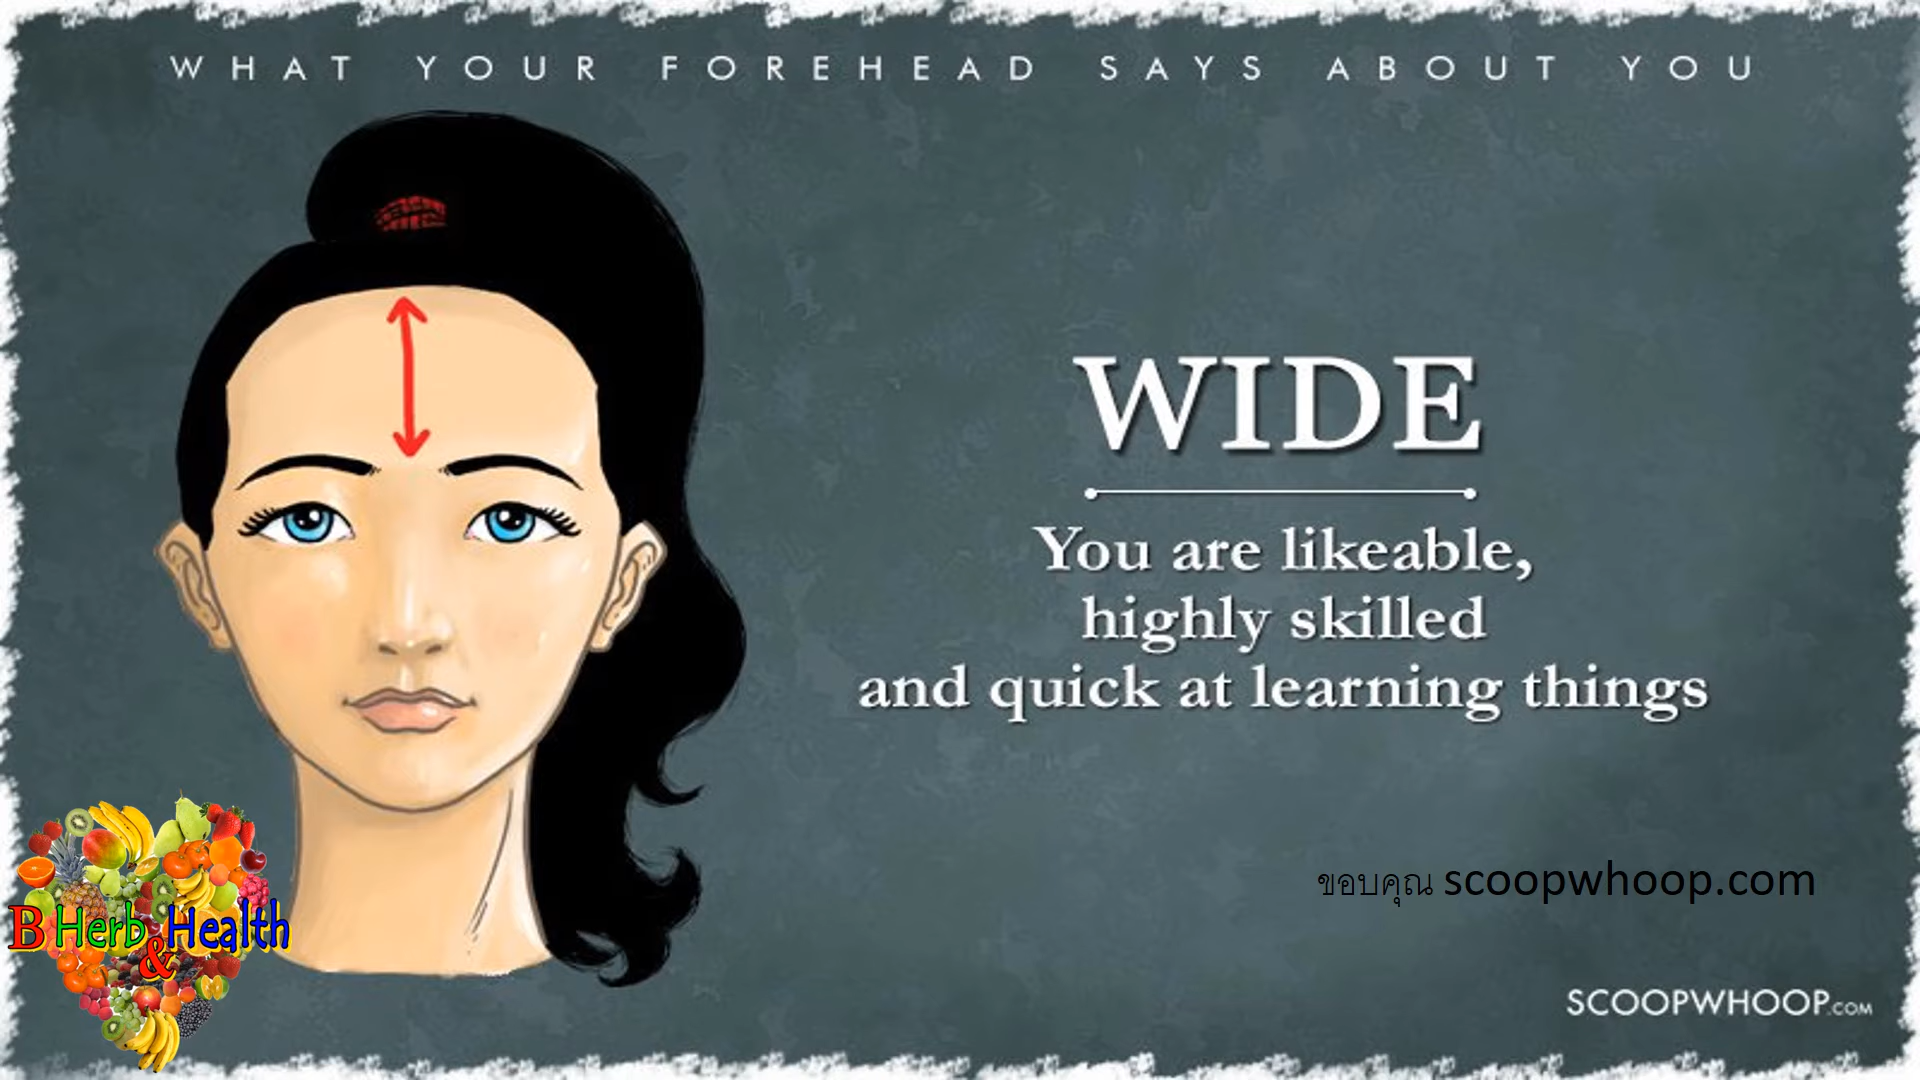 WHAT YOUR FOREHEAD SAYS ABOUT YOU
WIDE
You are likeable,
highly skilled
and quick at learning things
ขอบคุณ scoopwhoop.com
B Herb & Health
SCOOPWHOOP.COM